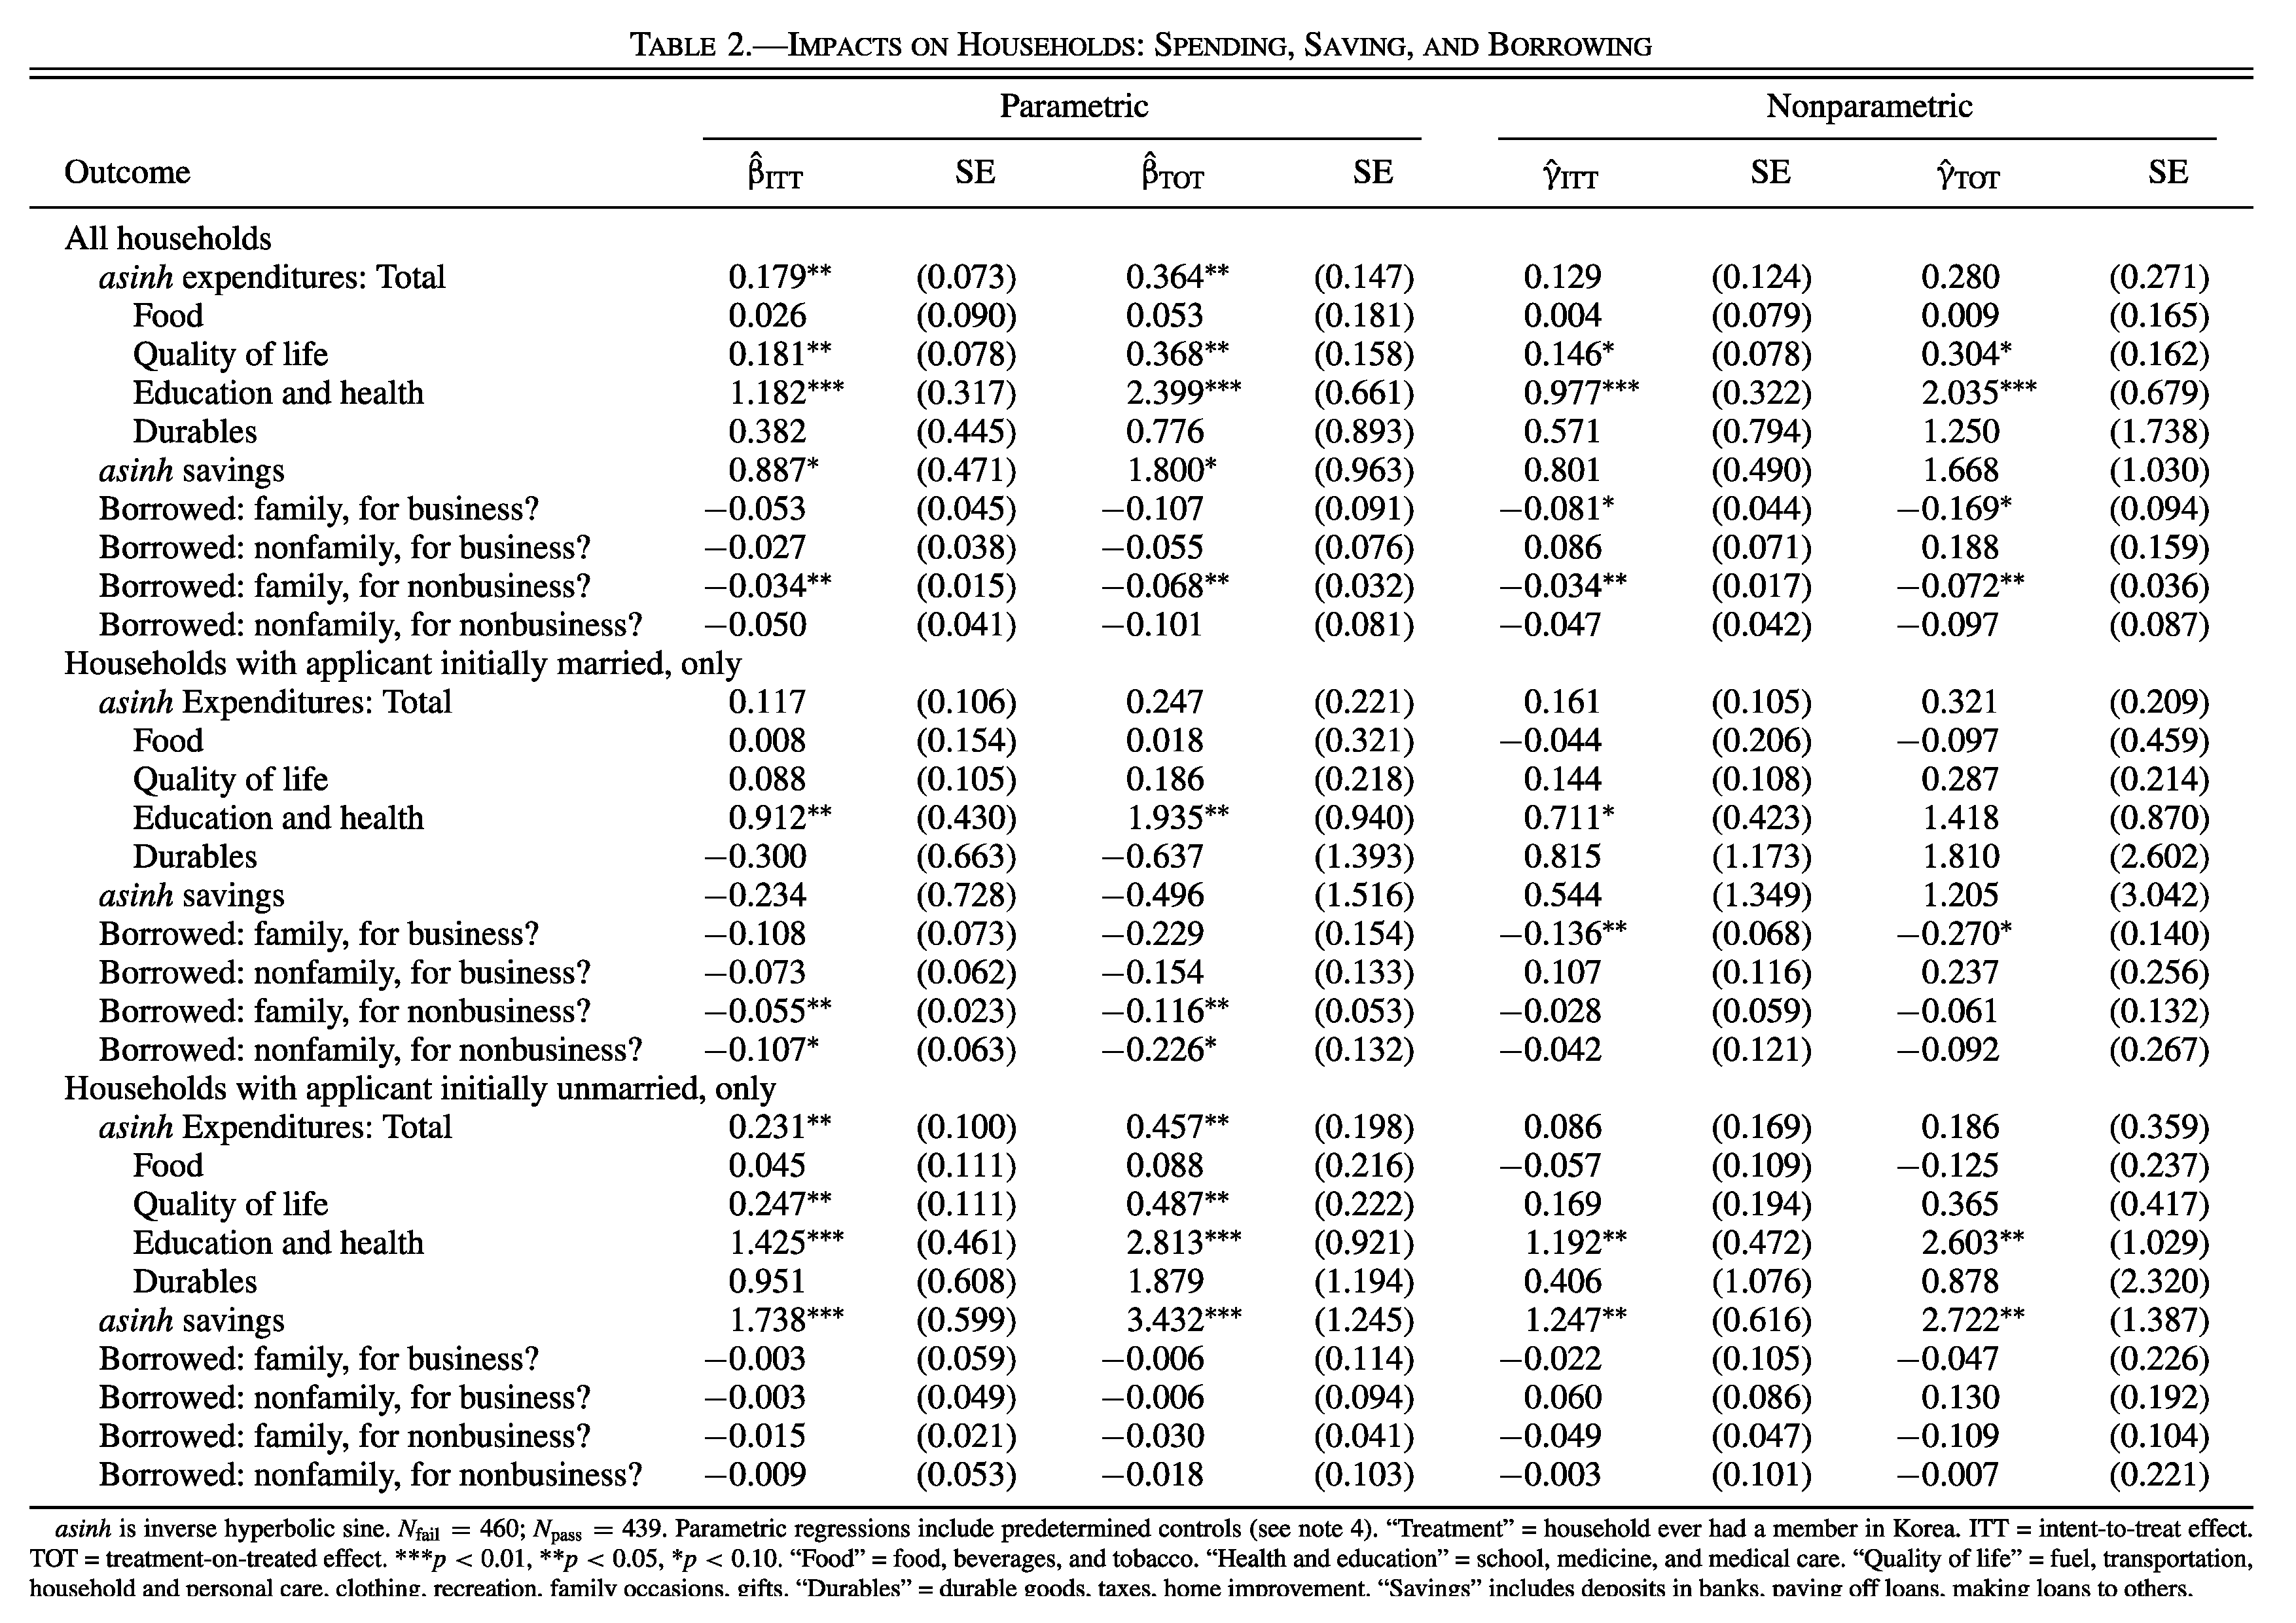 TABLE 2.—IMPACTS ON HOUSEHOLDS: SPENDING, SAVING, AND BORROWING
Parametric Nonparametric
Outcome β̂ITT SE β̂TOT SE γ̂ITT SE γ̂TOT SE
All households
asinh expenditures: Total 0.179** (0.073) 0.364** (0.147) 0.129 (0.124) 0.280 (0.271)
Food 0.026 (0.090) 0.053 (0.181) 0.004 (0.079) 0.009 (0.165)
Quality of life 0.181** (0.078) 0.368** (0.158) 0.146* (0.078) 0.304* (0.162)
Education and health 1.182*** (0.317) 2.399*** (0.661) 0.977*** (0.322) 2.035*** (0.679)
Durables 0.382 (0.445) 0.776 (0.893) 0.571 (0.794) 1.250 (1.738)
asinh savings 0.887* (0.471) 1.800* (0.963) 0.801 (0.490) 1.668 (1.030)
Borrowed: family, for business? −0.053 (0.045) −0.107 (0.091) −0.081* (0.044) −0.169* (0.094)
Borrowed: nonfamily, for business? −0.027 (0.038) −0.055 (0.076) 0.086 (0.071) 0.188 (0.159)
Borrowed: family, for nonbusiness? −0.034** (0.015) −0.068** (0.032) −0.034** (0.017) −0.072** (0.036)
Borrowed: nonfamily, for nonbusiness? −0.050 (0.041) −0.101 (0.081) −0.047 (0.042) −0.097 (0.087)
Households with applicant initially married, only
asinh Expenditures: Total 0.117 (0.106) 0.247 (0.221) 0.161 (0.105) 0.321 (0.209)
Food 0.008 (0.154) 0.018 (0.321) −0.044 (0.206) −0.097 (0.459)
Quality of life 0.088 (0.105) 0.186 (0.218) 0.144 (0.108) 0.287 (0.214)
Education and health 0.912** (0.430) 1.935** (0.940) 0.711* (0.423) 1.418 (0.870)
Durables −0.300 (0.663) −0.637 (1.393) 0.815 (1.173) 1.810 (2.602)
asinh savings −0.234 (0.728) −0.496 (1.516) 0.544 (1.349) 1.205 (3.042)
Borrowed: family, for business? −0.108 (0.073) −0.229 (0.154) −0.136** (0.068) −0.270* (0.140)
Borrowed: nonfamily, for business? −0.073 (0.062) −0.154 (0.133) 0.107 (0.116) 0.237 (0.256)
Borrowed: family, for nonbusiness? −0.055** (0.023) −0.116** (0.053) −0.028 (0.059) −0.061 (0.132)
Borrowed: nonfamily, for nonbusiness? −0.107* (0.063) −0.226* (0.132) −0.042 (0.121) −0.092 (0.267)
Households with applicant initially unmarried, only
asinh Expenditures: Total 0.231** (0.100) 0.457** (0.198) 0.086 (0.169) 0.186 (0.359)
Food 0.045 (0.111) 0.088 (0.216) −0.057 (0.109) −0.125 (0.237)
Quality of life 0.247** (0.111) 0.487** (0.222) 0.169 (0.194) 0.365 (0.417)
Education and health 1.425*** (0.461) 2.813*** (0.921) 1.192** (0.472) 2.603** (1.029)
Durables 0.951 (0.608) 1.879 (1.194) 0.406 (1.076) 0.878 (2.320)
asinh savings 1.738*** (0.599) 3.432*** (1.245) 1.247** (0.616) 2.722** (1.387)
Borrowed: family, for business? −0.003 (0.059) −0.006 (0.114) −0.022 (0.105) −0.047 (0.226)
Borrowed: nonfamily, for business? −0.003 (0.049) −0.006 (0.094) 0.060 (0.086) 0.130 (0.192)
Borrowed: family, for nonbusiness? −0.015 (0.021) −0.030 (0.041) −0.049 (0.047) −0.109 (0.104)
Borrowed: nonfamily, for nonbusiness? −0.009 (0.053) −0.018 (0.103) −0.003 (0.101) −0.007 (0.221)
asinh is inverse hyperbolic sine. Nfail = 460; Npass = 439. Parametric regressions include predetermined controls (see note 4). “Treatment” = household ever had a member in Korea. ITT = intent-to-treat effect.
TOT = treatment-on-treated effect. ***p < 0.01, **p < 0.05, *p < 0.10. “Food” = food, beverages, and tobacco. “Health and education” = school, medicine, and medical care. “Quality of life” = fuel, transportation,
household and personal care, clothing, recreation, family occasions, gifts. “Durables” = durable goods, taxes, home improvement. “Savings” includes deposits in banks, paying off loans, making loans to others.